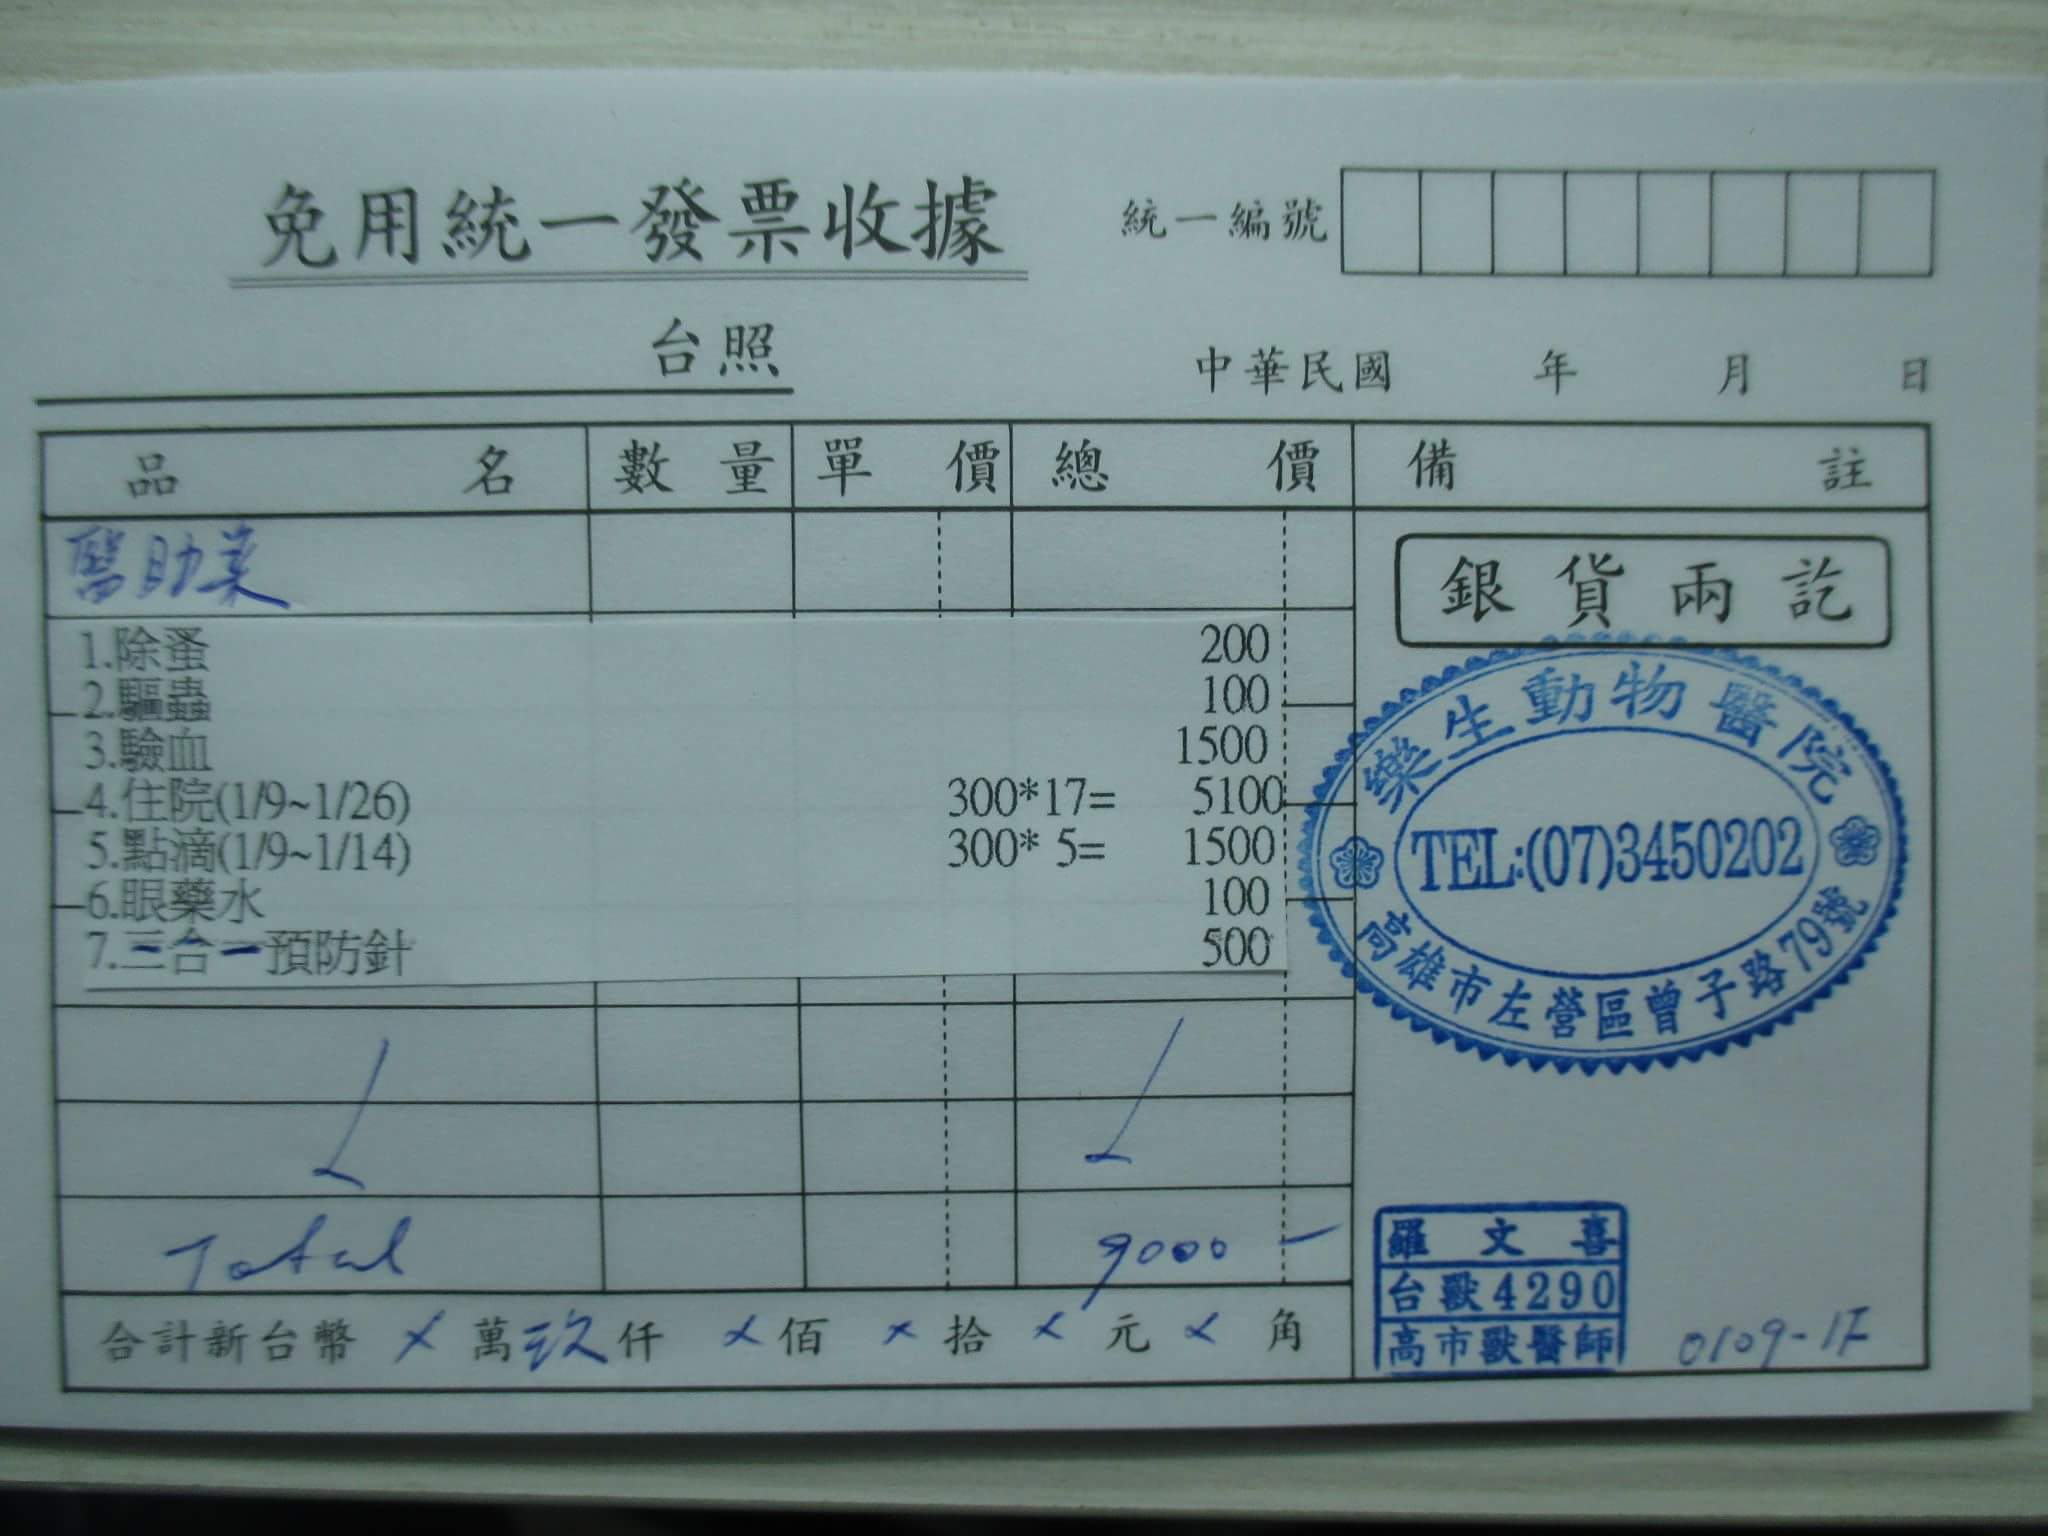 免用統一發票收據
統一編號
台照
中華民國 年 月 日
品名 數量 單價 總價 備註
醫助業
銀貨兩訖
1.除蚤 200
2.驅蟲 100
3.驗血 1500
4.住院(1/9~1/26) 300*17= 5100
5.點滴(1/9~1/14) 300* 5= 1500
6.眼藥水 100
7.三合一預防針 500
樂生動物醫院
TEL:(07)3450202
高雄市左營區曾子路79號
Total 9000
合計新台幣 × 萬 玖 仟 × 佰 × 拾 × 元 × 角
羅文喜
台獸4290
高市獸醫師
0109-1F